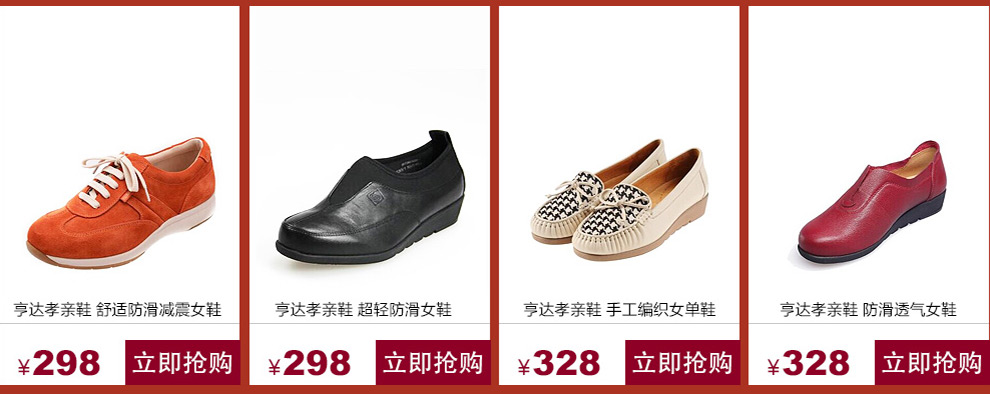 亨达孝亲鞋 舒适防滑减震女鞋
¥298 立即抢购
亨达孝亲鞋 超轻防滑女鞋
¥298 立即抢购
亨达孝亲鞋 手工编织女单鞋
¥328 立即抢购
亨达孝亲鞋 防滑透气女鞋
¥328 立即抢购